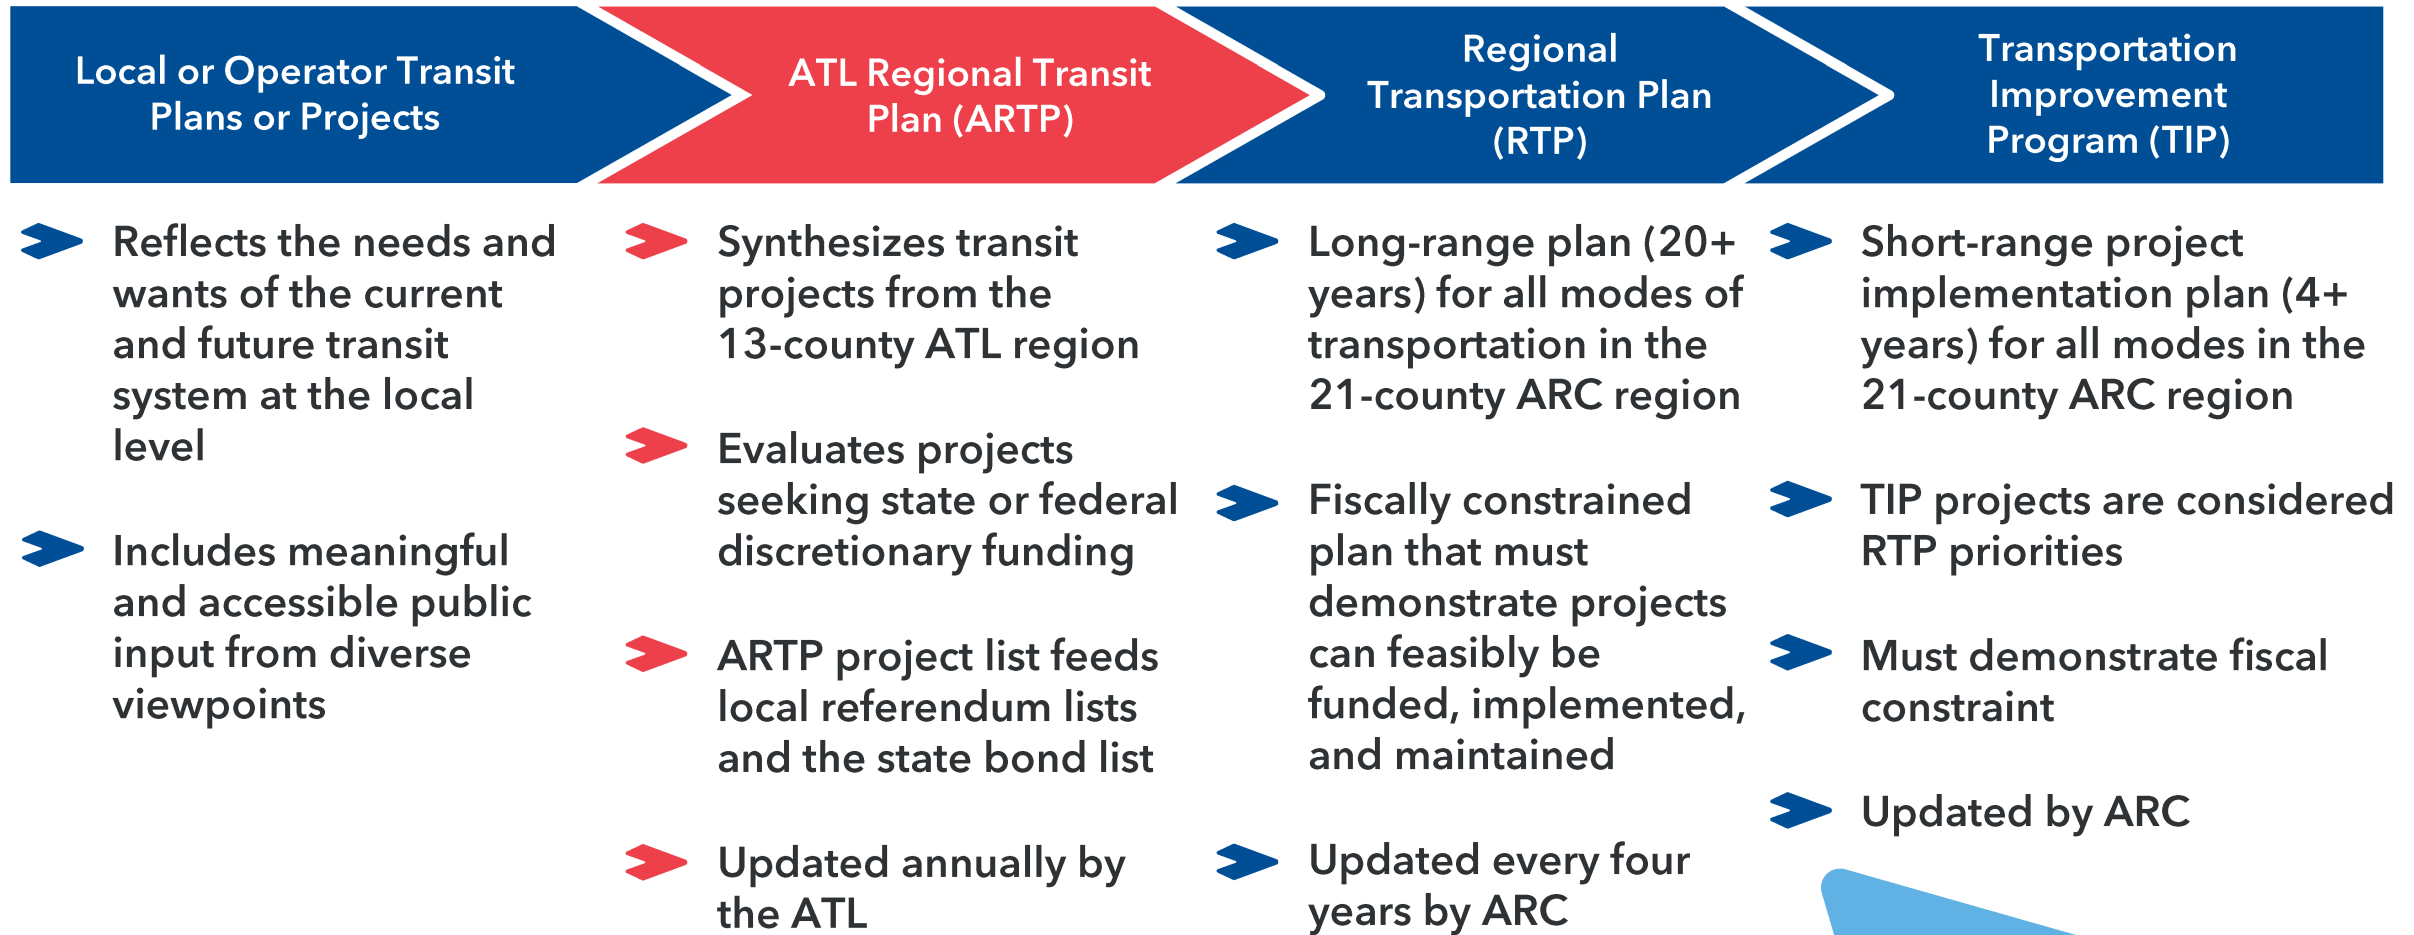 Local or Operator Transit
Plans or Projects
Reflects the needs and
wants of the current
and future transit
system at the local
level
Includes meaningful
and accessible public
input from diverse
viewpoints
ATL Regional Transit
Plan (ARTP)
Synthesizes transit
projects from the
13-county ATL region
Evaluates projects
seeking state or federal
discretionary funding
ARTP project list feeds
local referendum lists
and the state bond list
Updated annually by
the ATL
Regional
Transportation Plan
(RTP)
Long-range plan (20+
years) for all modes of
transportation in the
21-county ARC region
Fiscally constrained
plan that must
demonstrate projects
can feasibly be
funded, implemented,
and maintained
Updated every four
years by ARC
Transportation
Improvement
Program (TIP)
Short-range project
implementation plan (4+
years) for all modes in the
21-county ARC region
TIP projects are considered
RTP priorities
Must demonstrate fiscal
constraint
Updated by ARC